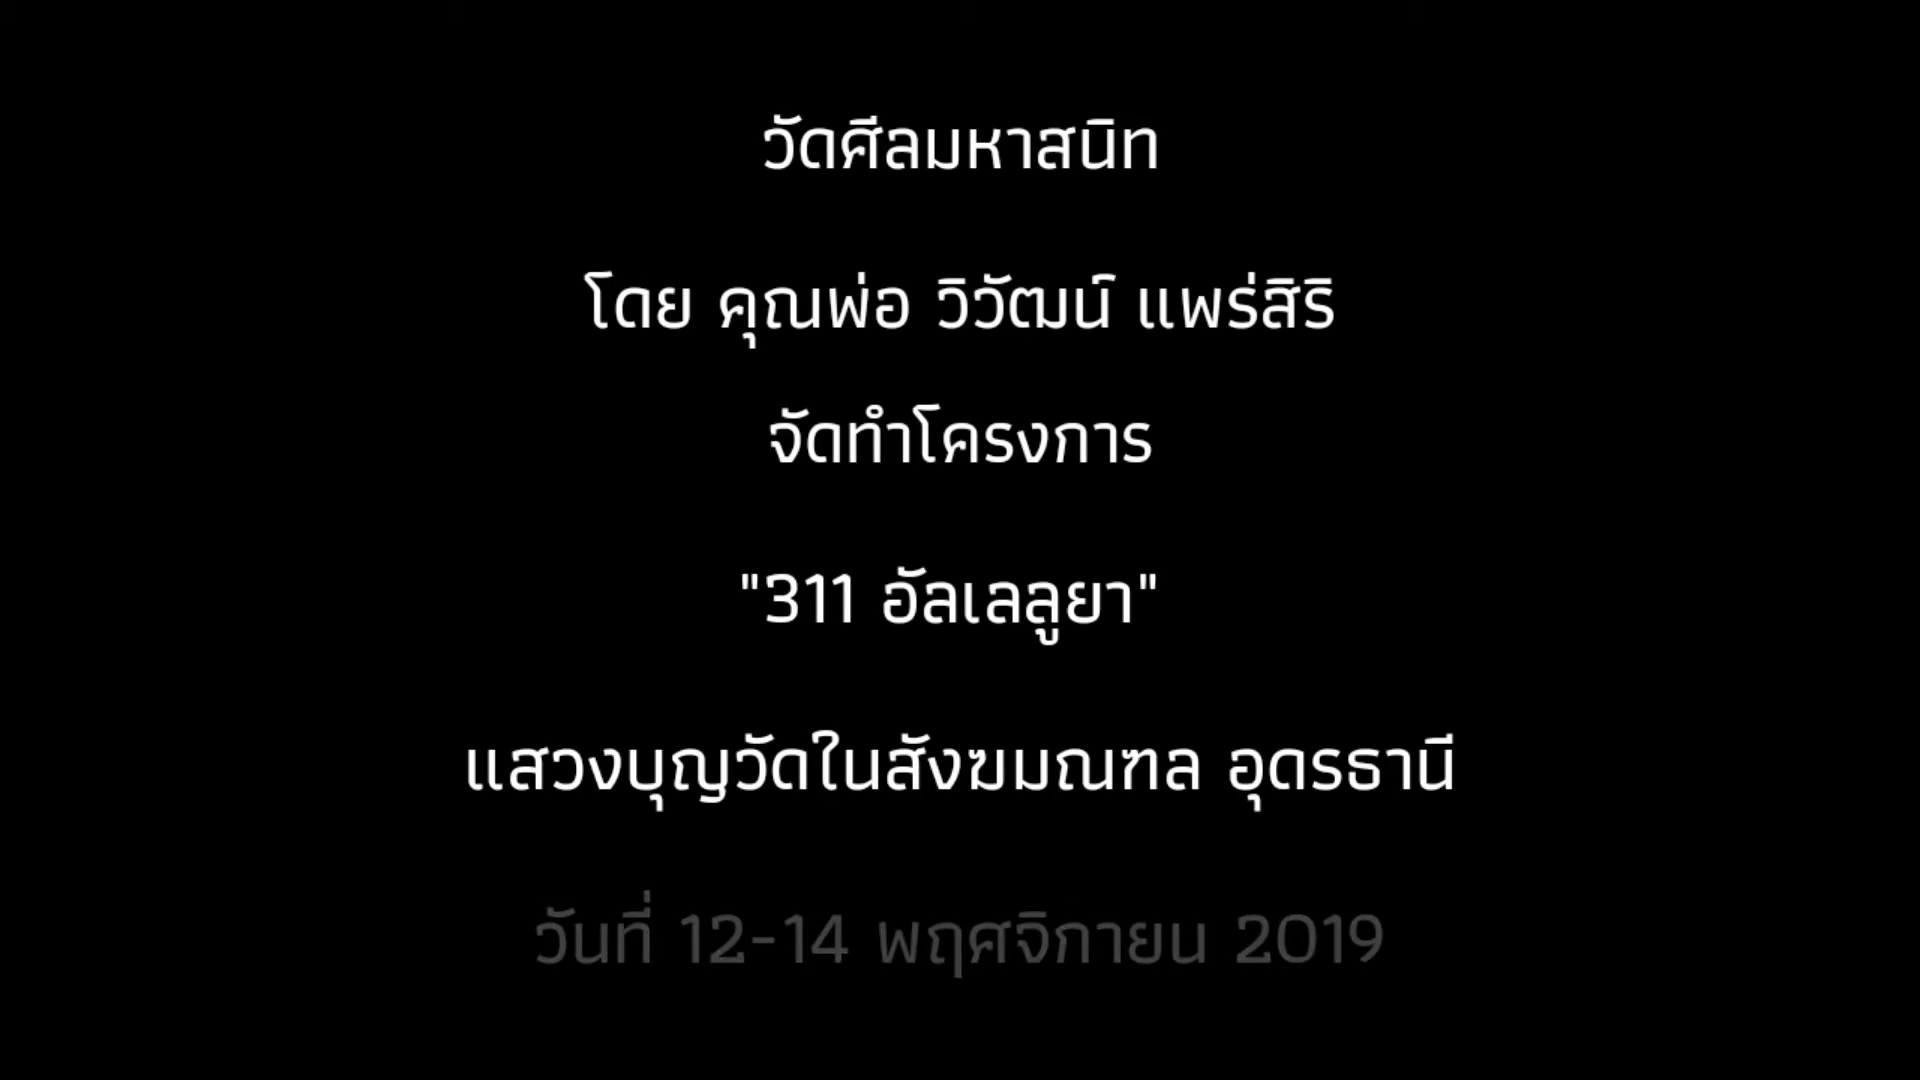 วัดศีลมหาสนิท
โดย คุณพ่อ วิวัฒน์ แพร่สิริ
จัดทำโครงการ
"311 อัลเลลูยา"
แสวงบุญวัดในสังฆมณฑล อุดรธานี
วันที่ 12-14 พฤศจิกายน 2019